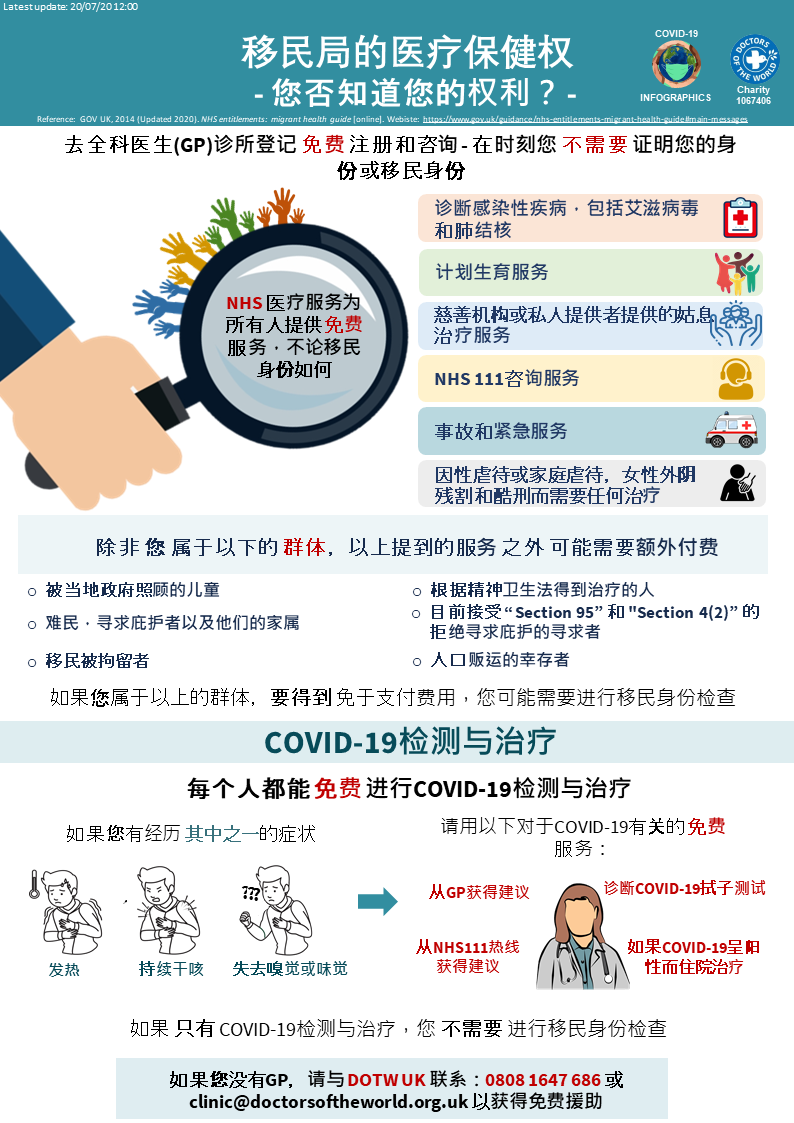 Latest update: 20/07/2012:00
移民局的医疗保健权
- 您否知道您的权利？ -
COVID-19
INFOGRAPHICS
DOCTORS OF THE WORLD
Charity
1067406
Reference: GOV UK, 2014 (Updated 2020). NHS entitlements: migrant health guide [online]. Webiste: https://www.gov.uk/guidance/nhs-entitlements-migrant-health-guide#main-messages
去全科医生(GP)诊所登记 免费 注册和咨询 - 在时刻您 不需要 证明您的身
份或移民身份
NHS 医疗服务为
所有人提供 免费
服务，不论移民
身份如何
诊断感染性疾病，包括艾滋病毒
和肺结核
计划生育服务
慈善机构或私人提供者提供的姑息
治疗服务
NHS 111咨询服务
事故和紧急服务
因性虐待或家庭虐待，女性外阴
残割和酷刑而需要任何治疗
除非 您 属于以下的 群体，以上提到的服务 之外 可能需要额外付费
○ 被当地政府照顾的儿童
○ 难民，寻求庇护者以及他们的家属
○ 移民被拘留者
○ 根据精神卫生法得到治疗的人
○ 目前接受 “Section 95” 和 "Section 4(2)” 的
拒绝寻求庇护的寻求者
○ 人口贩运的幸存者
如果您属于以上的群体，要得到 免于支付费用，您可能需要进行移民身份检查
COVID-19检测与治疗
每个人都能 免费 进行COVID-19检测与治疗
如果您有经历 其中之一的症状
???
发热
持续干咳
失去嗅觉或味觉
请用以下对于COVID-19有关的 免费
服务：
从GP获得建议
诊断COVID-19拭子测试
从NHS111热线
获得建议
如果COVID-19呈阳
性而住院治疗
如果 只有 COVID-19检测与治疗，您 不需要 进行移民身份检查
如果您没有GP，请与 DOTW UK 联系：0808 1647 686 或
clinic@doctorsoftheworld.org.uk 以获得免费援助